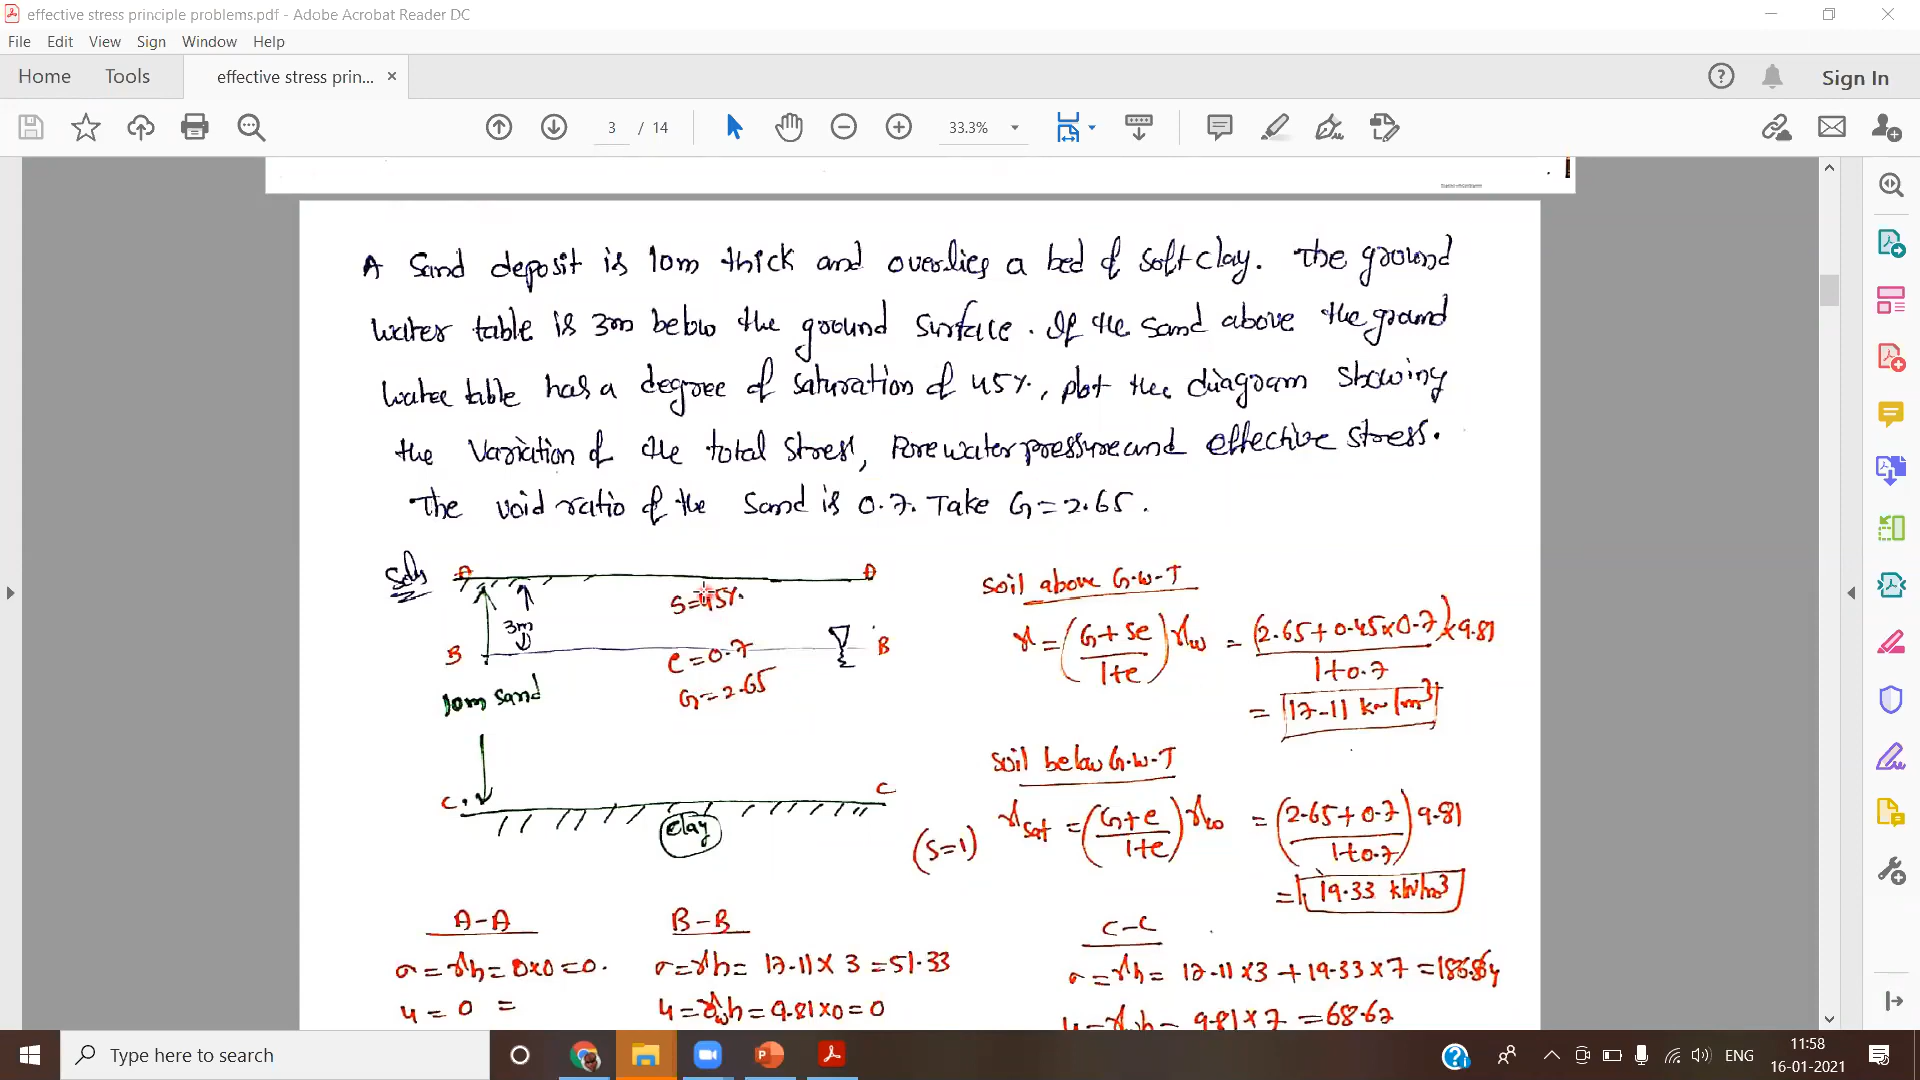 effective stress principle problems.pdf - Adobe Acrobat Reader DC
File Edit View Sign Window Help
Home Tools effective stress prin... × Sign In
3 / 14 33.3%
A Sand deposit is 10m thick and overlies a bed of soft clay. The ground
water table is 3m below the ground surface. If the sand above the ground
water table has a degree of saturation of 45%, plot the diagram showing
the variation of the total stress, Pore water pressure and effective stress.
The void ratio of the Sand is 0.7. Take G=2.65.
Soln A A
S=45%
3m
B e=0.7 B
G=2.65
10m sand
C C
clay
soil above G.W.T
γ = (G+Se / 1+e) γw = (2.65+0.45×0.7) × 9.81 / 1+0.7
= 17.11 kN/m³
soil below G.W.T
(S=1) γsat = (G+e / 1+e) γw = (2.65+0.7 / 1+0.7) 9.81
= 19.33 kN/m³
A-A B-B C-C
σ=γh= 0×0=0. σ=γh= 17.11×3=51.33 σ=γh= 17.11×3+19.33×7=186.64
u = 0 = u=γwh=9.81×0=0 u=γwh= 9.81×7=68.67
Type here to search ENG 11:58
16-01-2021